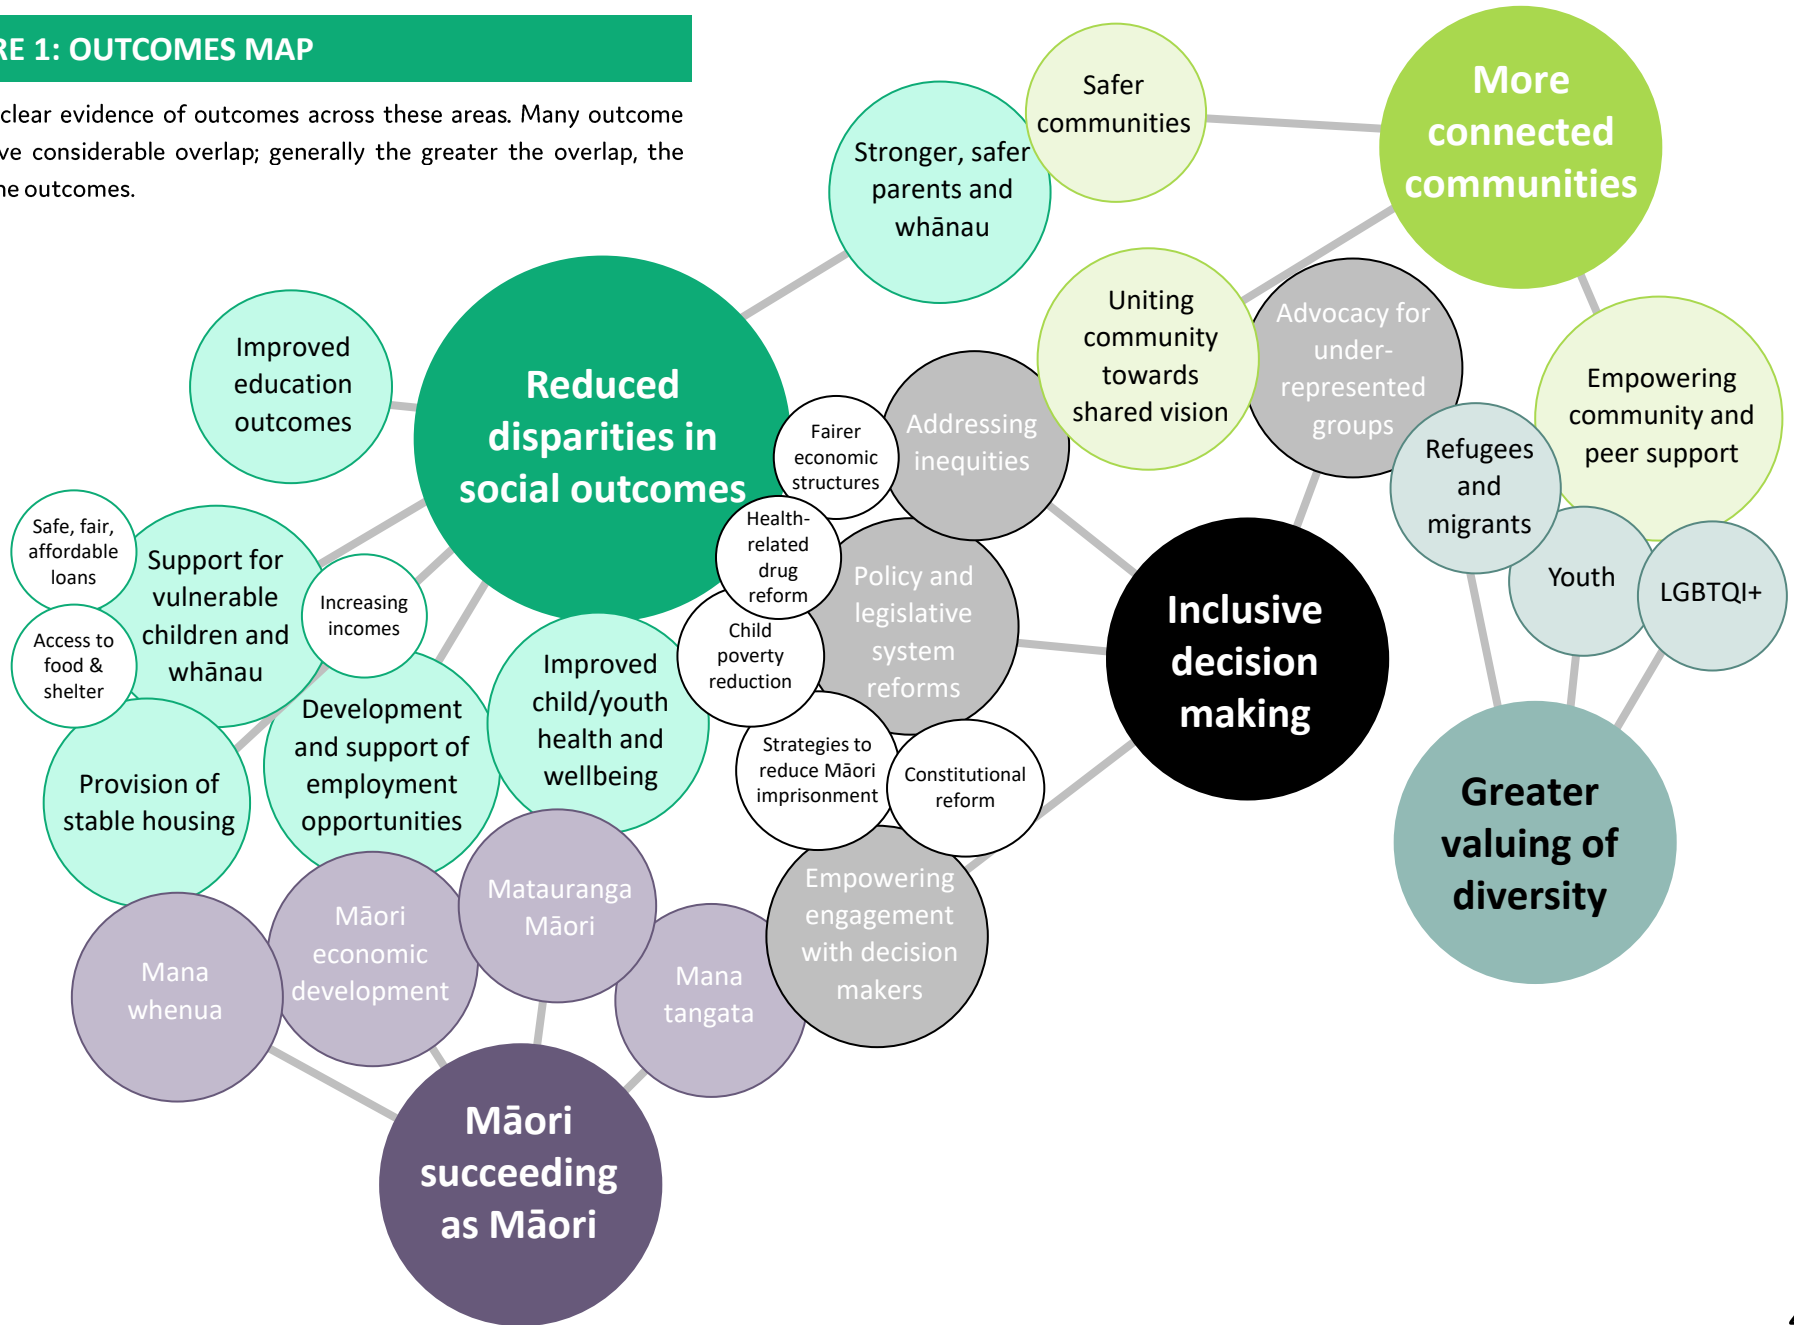 RE 1: OUTCOMES MAP
clear evidence of outcomes across these areas. Many outcome
ve considerable overlap; generally the greater the overlap, the
ne outcomes.
Safer
communities
More
connected
communities
Stronger, safer
parents and
whānau
Uniting
community
towards
shared vision
Advocacy for
under-
represented
groups
Empowering
community and
peer support
Improved
education
outcomes
Reduced
disparities in
social outcomes
Fairer
economic
structures
Addressing
inequities
Refugees
and
migrants
Youth
LGBTQI+
Safe, fair,
affordable
loans
Support for
vulnerable
children and
whānau
Increasing
incomes
Health-
related
drug
reform
Policy and
legislative
system
reforms
Inclusive
decision
making
Access to
food &
shelter
Child
poverty
reduction
Improved
child/youth
health and
wellbeing
Development
and support of
employment
opportunities
Provision of
stable housing
Strategies to
reduce Māori
imprisonment
Constitutional
reform
Greater
valuing of
diversity
Empowering
engagement
with decision
makers
Matauranga
Māori
Māori
economic
development
Mana
whenua
Mana
tangata
Māori
succeeding
as Māori